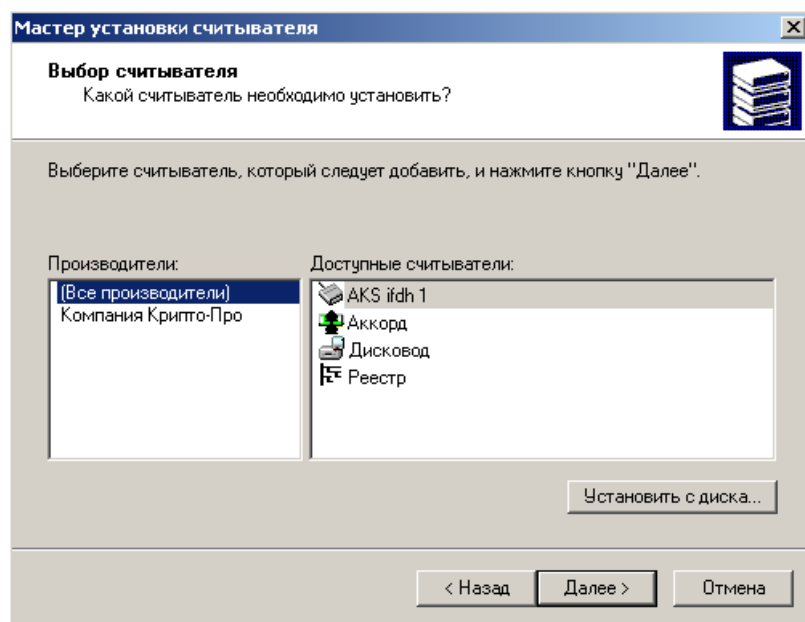 Мастер установки считывателя
Выбор считывателя
Какой считыватель необходимо установить?
Выберите считыватель, который следует добавить, и нажмите кнопку "Далее".
Производители:
(Все производители)
Компания Крипто-Про
Доступные считыватели:
AKS ifdh 1
Аккорд
Дисковод
Реестр
Установить с диска...
< Назад
Далее >
Отмена